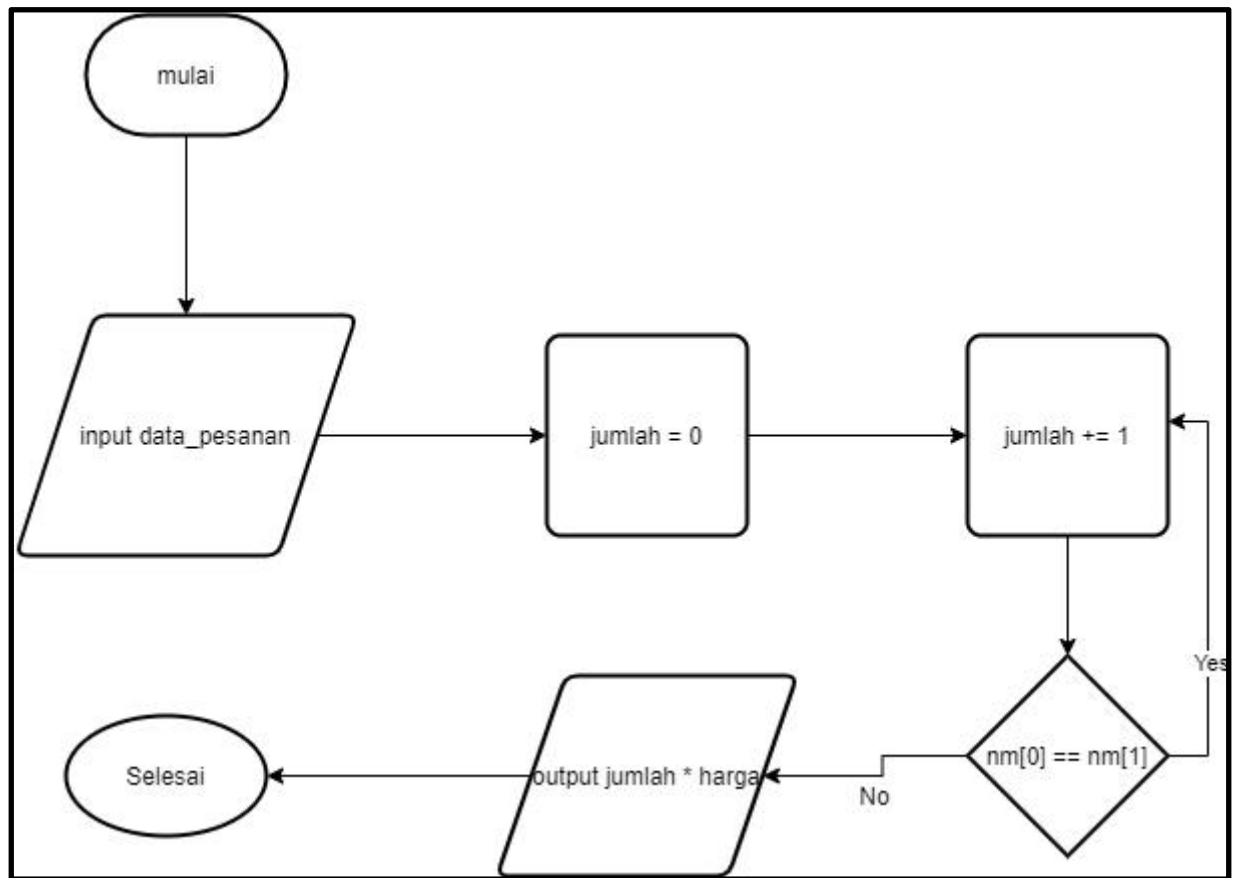 mulai
input data_pesanan
jumlah = 0
jumlah += 1
Yes
nm[0] == nm[1]
No
output jumlah * harga
Selesai